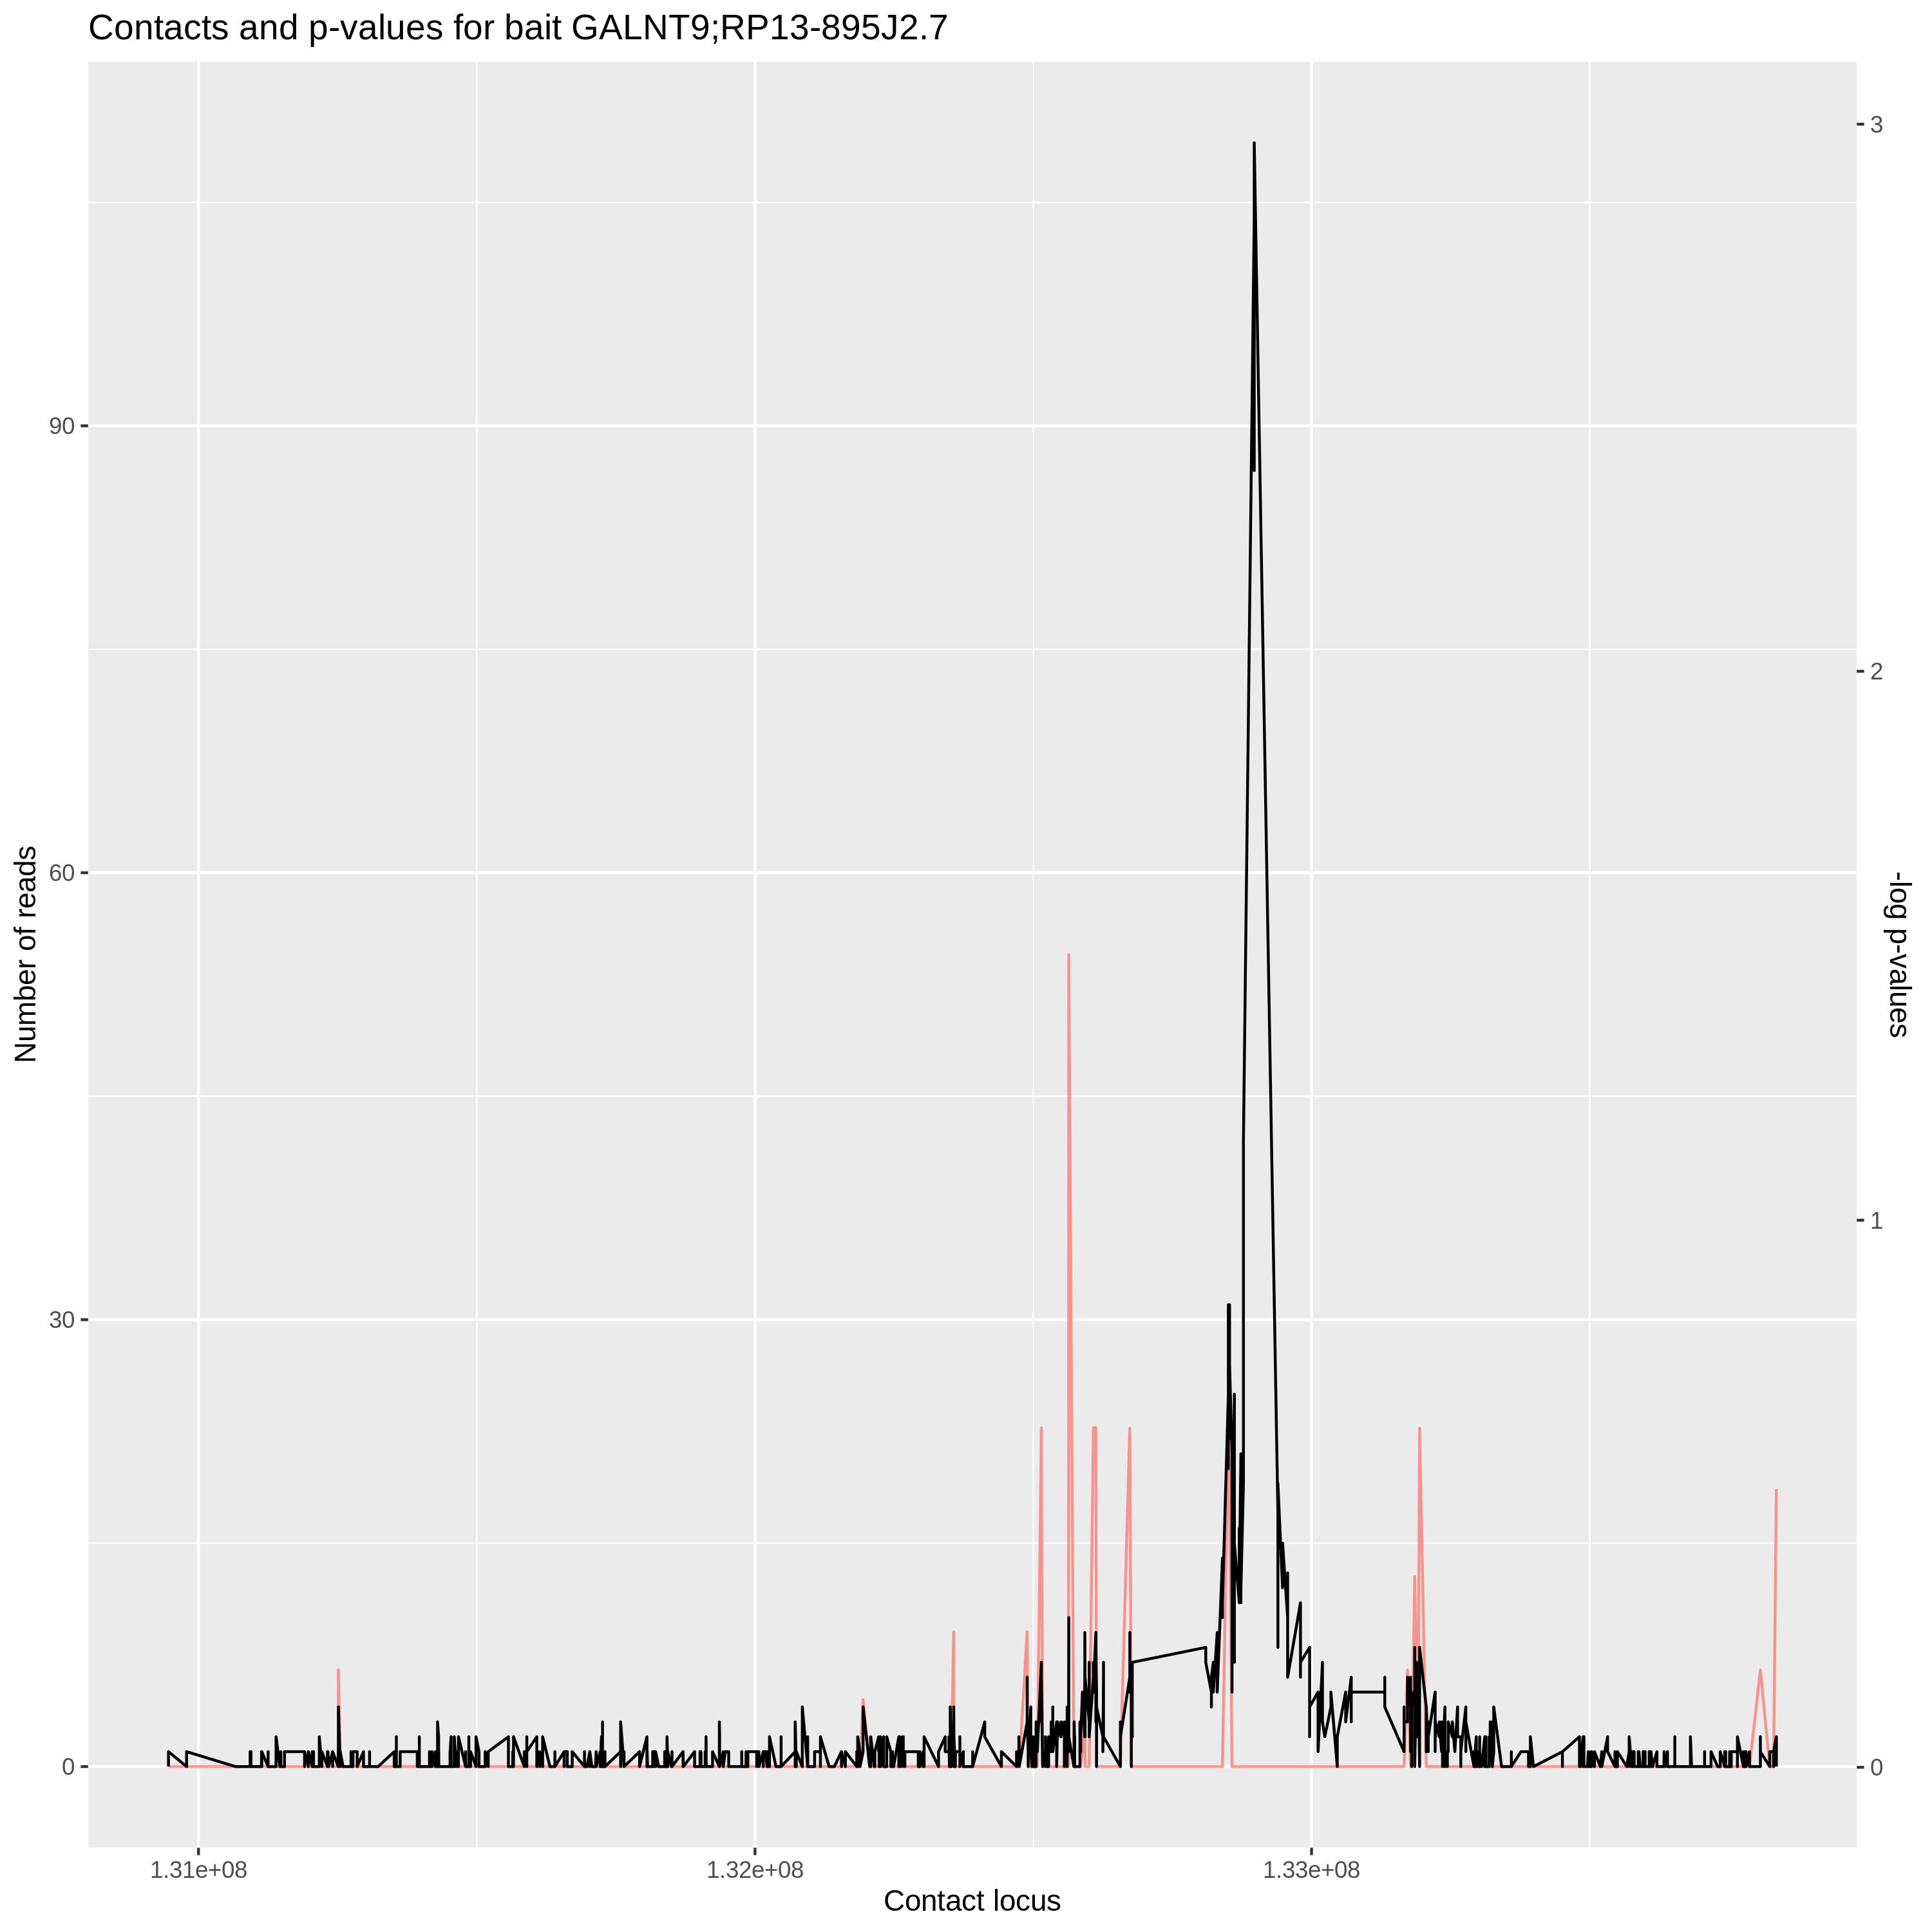 Contacts and p-values for bait GALNT9;RP13-895J2.7
3
90
2
60
Number of reads
-log p-values
1
30
0
0
1.31e+08
1.32e+08
1.33e+08
Contact locus